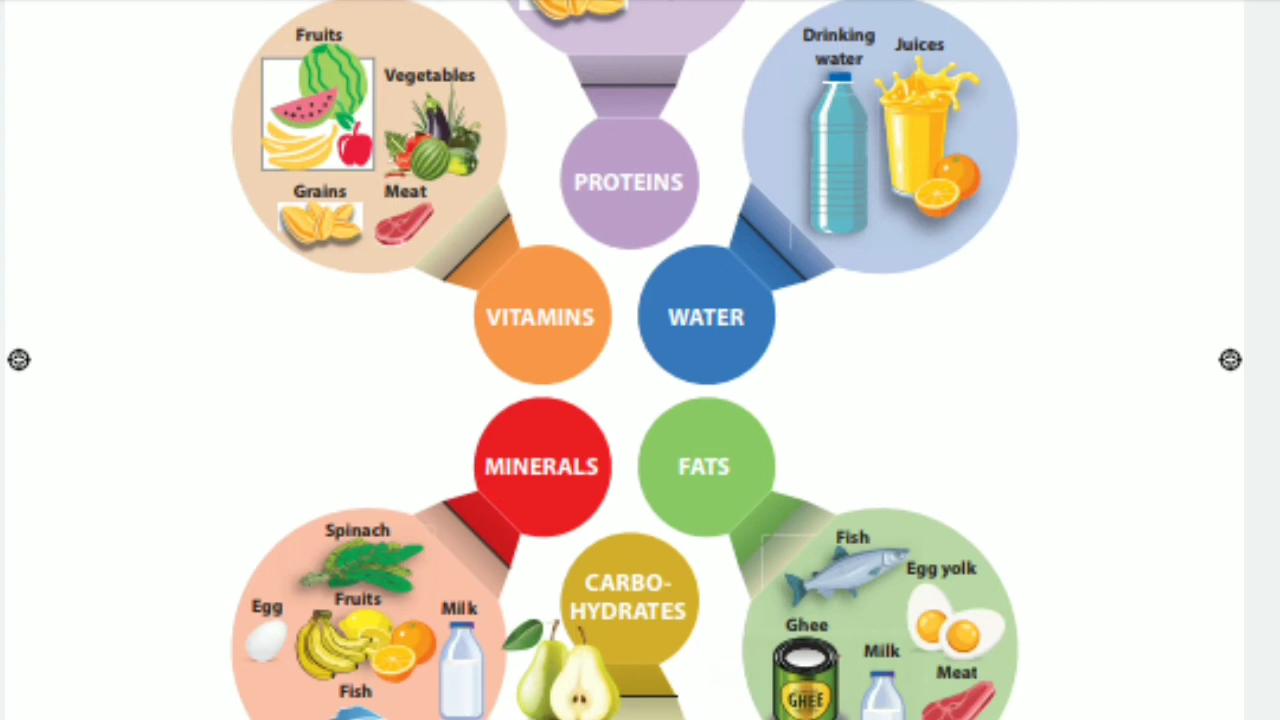 Fruits
Vegetables
Grains
Meat
PROTEINS
Drinking
water
Juices
VITAMINS
WATER
MINERALS
FATS
Spinach
Egg
Fruits
Milk
Fish
CARBO-
HYDRATES
Fish
Egg yolk
Ghee
GHEE
Milk
Meat